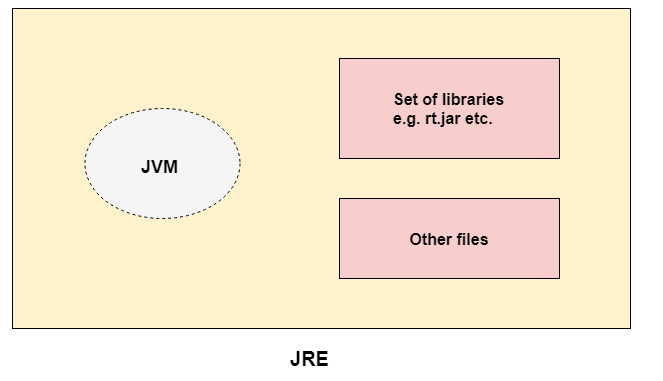 JVM
Set of libraries
e.g. rt.jar etc.
Other files
JRE